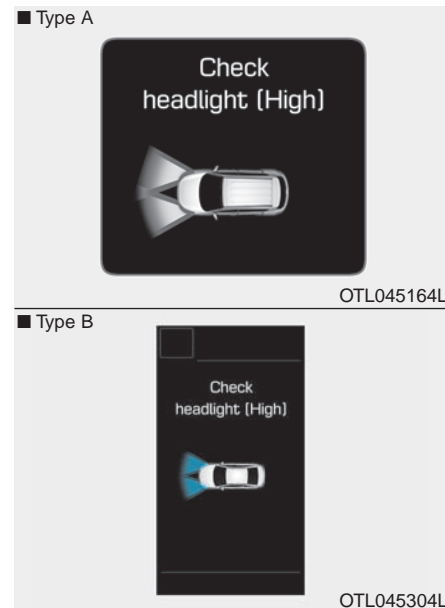 ■ Type A
Check
headlight (High)
OTL045164L
■ Type B
Check
headlight (High)
OTL045304L